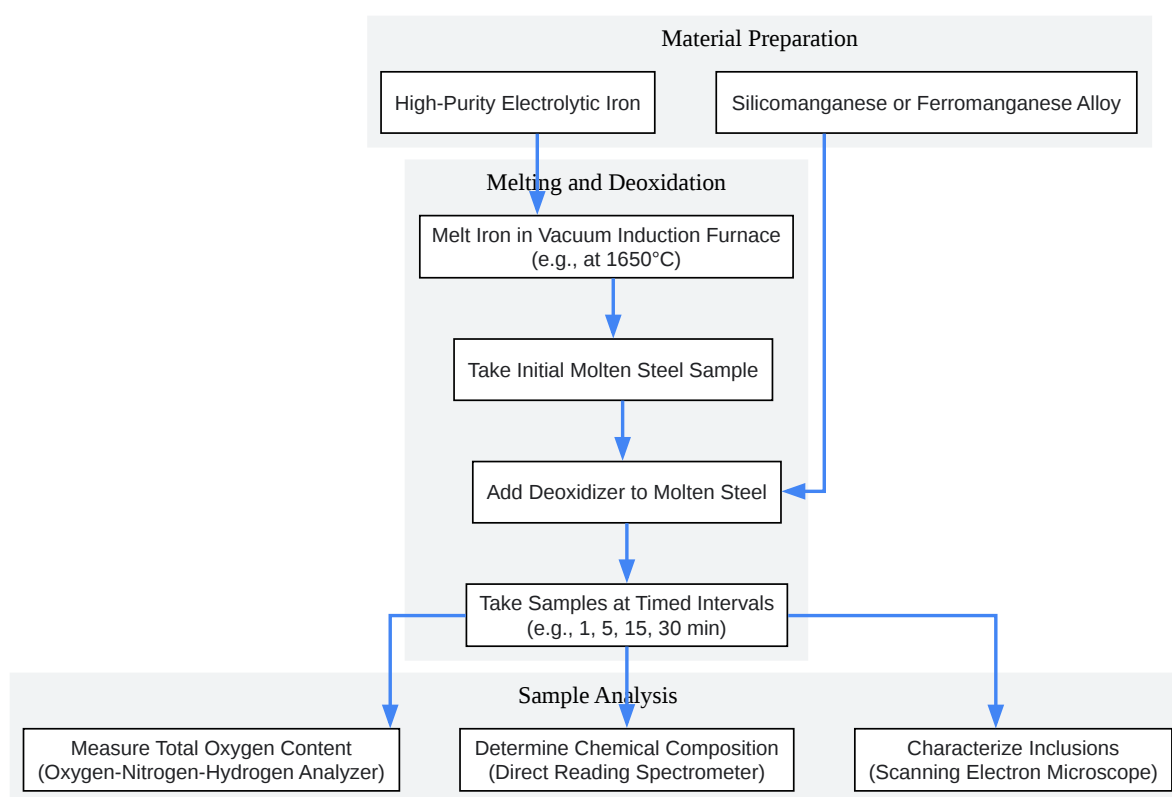 Material Preparation
High-Purity Electrolytic Iron
Silicomanganese or Ferromanganese Alloy
Melting and Deoxidation
Melt Iron in Vacuum Induction Furnace
(e.g., at 1650°C)
Take Initial Molten Steel Sample
Add Deoxidizer to Molten Steel
Take Samples at Timed Intervals
(e.g., 1, 5, 15, 30 min)
Sample Analysis
Measure Total Oxygen Content
(Oxygen-Nitrogen-Hydrogen Analyzer)
Determine Chemical Composition
(Direct Reading Spectrometer)
Characterize Inclusions
(Scanning Electron Microscope)